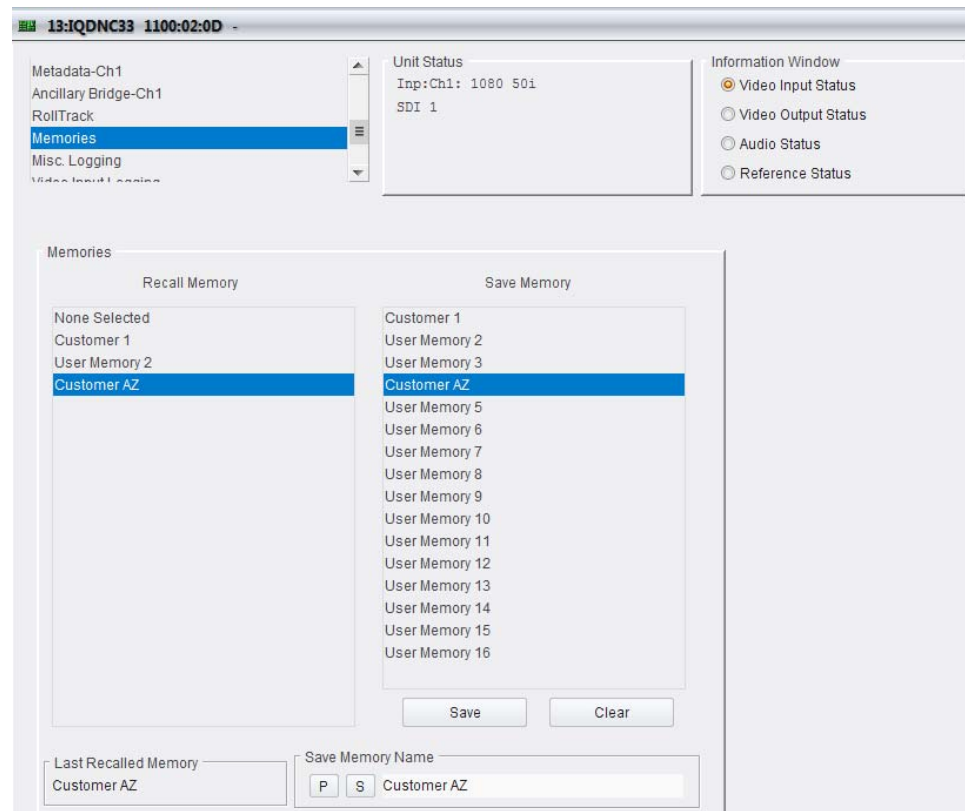 13:IQDNC33 1100:02:0D -
Metadata-Ch1
Ancillary Bridge-Ch1
RollTrack
Memories
Misc. Logging
Video Input Logging
Unit Status
Inp:Ch1: 1080 50i
SDI 1
Information Window
Video Input Status
Video Output Status
Audio Status
Reference Status
Memories
Recall Memory
None Selected
Customer 1
User Memory 2
Customer AZ
Save Memory
Customer 1
User Memory 2
User Memory 3
Customer AZ
User Memory 5
User Memory 6
User Memory 7
User Memory 8
User Memory 9
User Memory 10
User Memory 11
User Memory 12
User Memory 13
User Memory 14
User Memory 15
User Memory 16
Save Clear
Last Recalled Memory
Customer AZ
Save Memory Name
P S Customer AZ